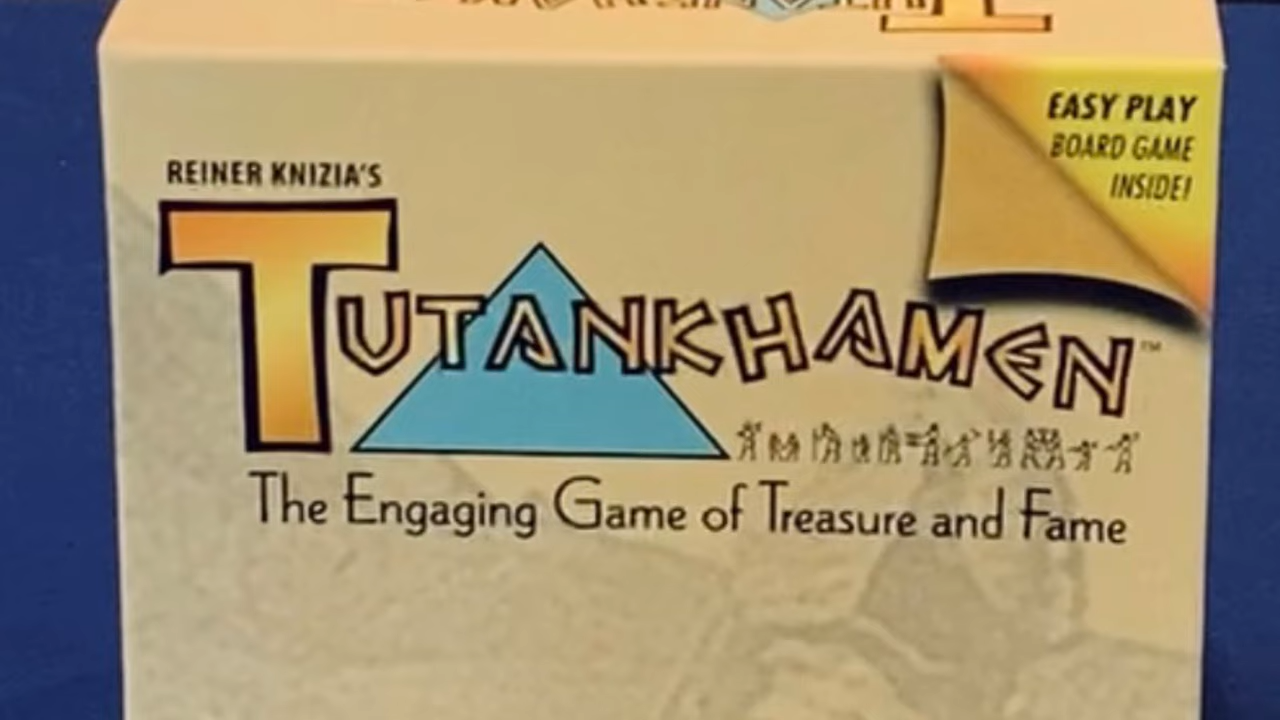 EASY PLAY
BOARD GAME
INSIDE!
REINER KNIZIA'S
TUTANKHAMEN™
The Engaging Game of Treasure and Fame